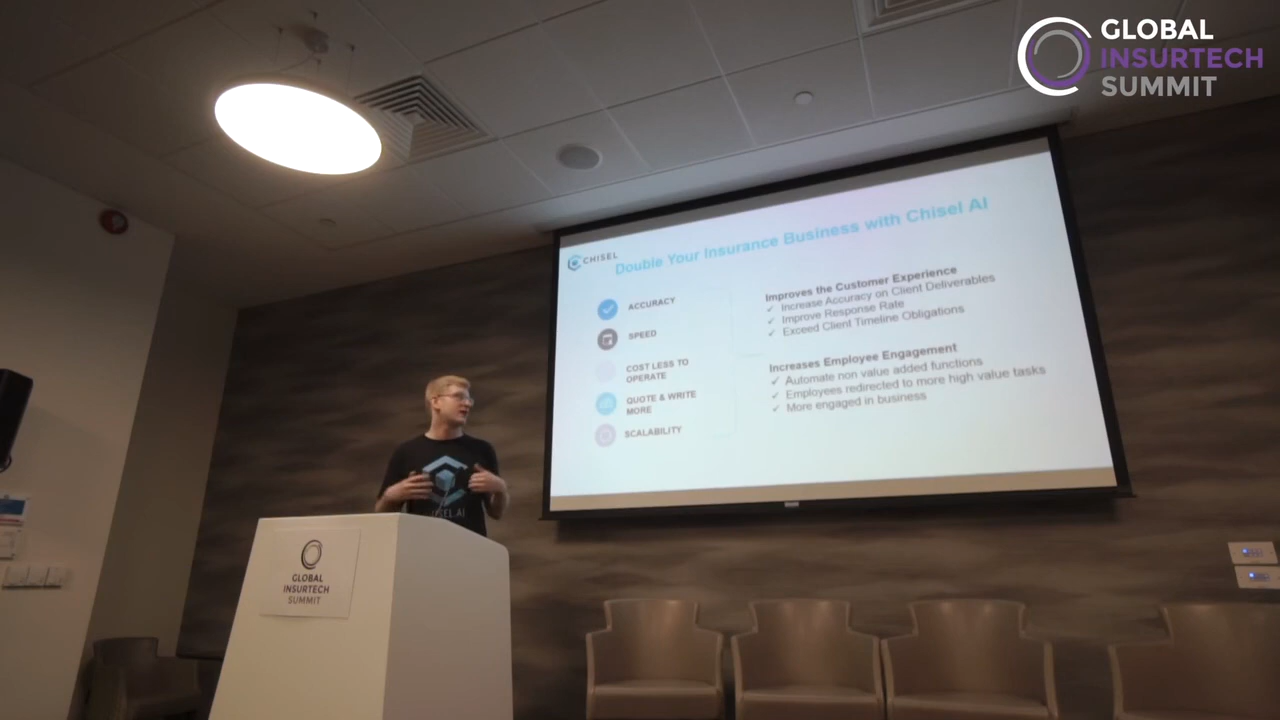 GLOBAL
INSURTECH
SUMMIT
CHISEL
Double Your Insurance Business with Chisel AI
ACCURACY
SPEED
COST LESS TO
OPERATE
QUOTE & WRITE
MORE
SCALABILITY
Improves the Customer Experience
✓ Increase Accuracy on Client Deliverables
✓ Improve Response Rate
✓ Exceed Client Timeline Obligations
Increases Employee Engagement
✓ Automate non value added functions
✓ Employees redirected to more high value tasks
✓ More engaged in business
GLOBAL
INSURTECH
SUMMIT